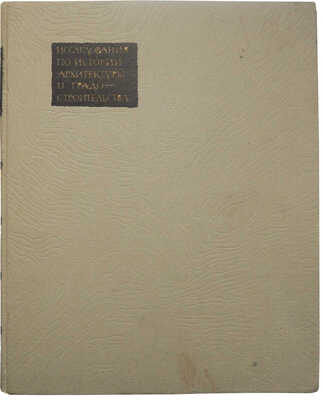 ИССЛЕДОВАНИЯ
ПО ИСТОРИИ
АРХИТЕКТУРЫ
И ГРАДО-
СТРОИТЕЛЬСТВА